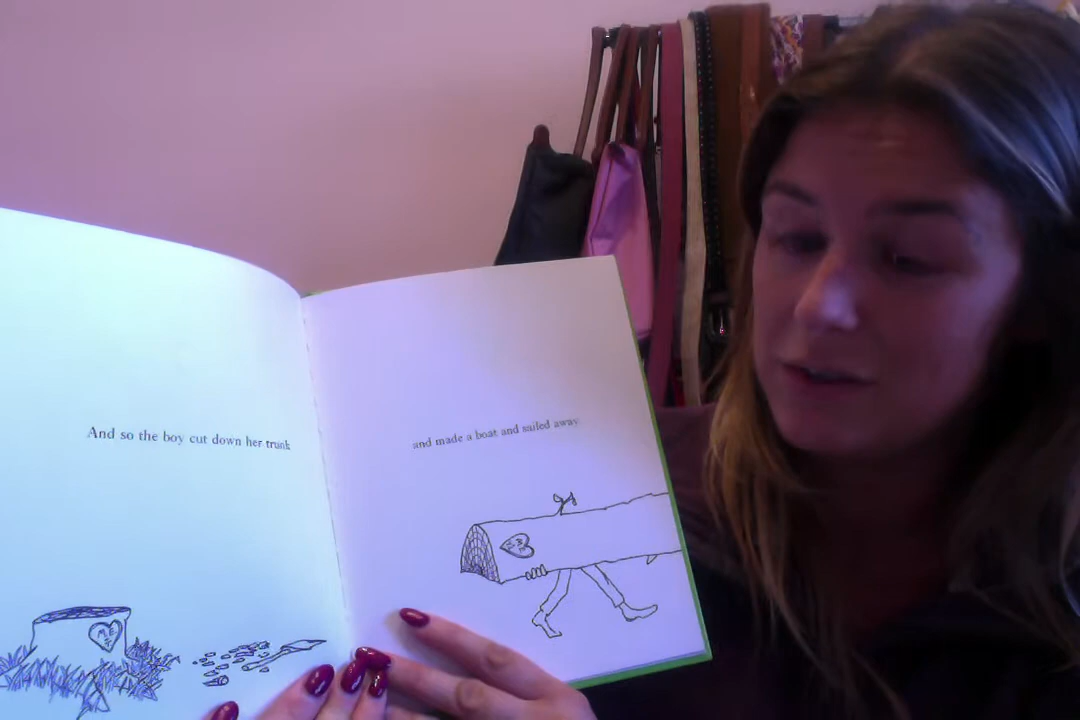 And so the boy cut down her trunk
and made a boat and sailed away
M.E.